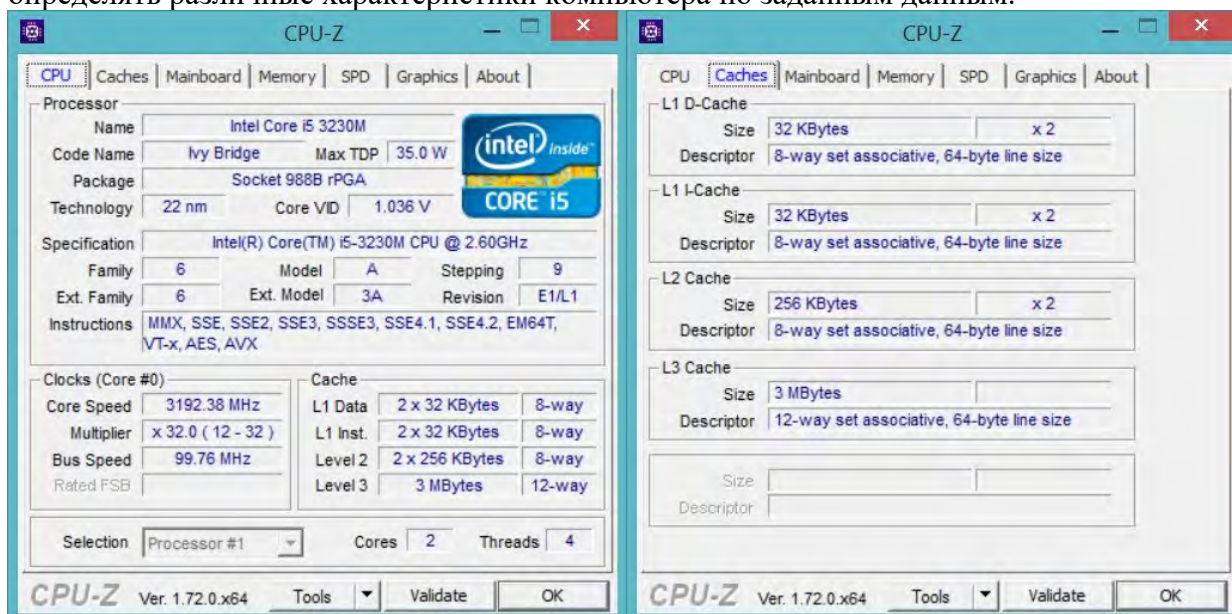 определять различные характеристики компьютера по заданным данным.
CPU-Z
CPU Caches Mainboard Memory SPD Graphics About
Processor
Name Intel Core i5 3230M
Code Name Ivy Bridge Max TDP 35.0 W
Package Socket 988B rPGA
Technology 22 nm Core VID 1.036 V
intel inside™
CORE i5
Specification Intel(R) Core(TM) i5-3230M CPU @ 2.60GHz
Family 6 Model A Stepping 9
Ext. Family 6 Ext. Model 3A Revision E1/L1
Instructions MMX, SSE, SSE2, SSE3, SSSE3, SSE4.1, SSE4.2, EM64T,
VT-x, AES, AVX
Clocks (Core #0)
Core Speed 3192.38 MHz
Multiplier x 32.0 ( 12 - 32 )
Bus Speed 99.76 MHz
Rated FSB
Cache
L1 Data 2 x 32 KBytes 8-way
L1 Inst. 2 x 32 KBytes 8-way
Level 2 2 x 256 KBytes 8-way
Level 3 3 MBytes 12-way
Selection Processor #1 Cores 2 Threads 4
CPU-Z Ver. 1.72.0.x64 Tools Validate OK
CPU-Z
CPU Caches Mainboard Memory SPD Graphics About
L1 D-Cache
Size 32 KBytes x 2
Descriptor 8-way set associative, 64-byte line size
L1 I-Cache
Size 32 KBytes x 2
Descriptor 8-way set associative, 64-byte line size
L2 Cache
Size 256 KBytes x 2
Descriptor 8-way set associative, 64-byte line size
L3 Cache
Size 3 MBytes
Descriptor 12-way set associative, 64-byte line size
Size
Descriptor
CPU-Z Ver. 1.72.0.x64 Tools Validate OK